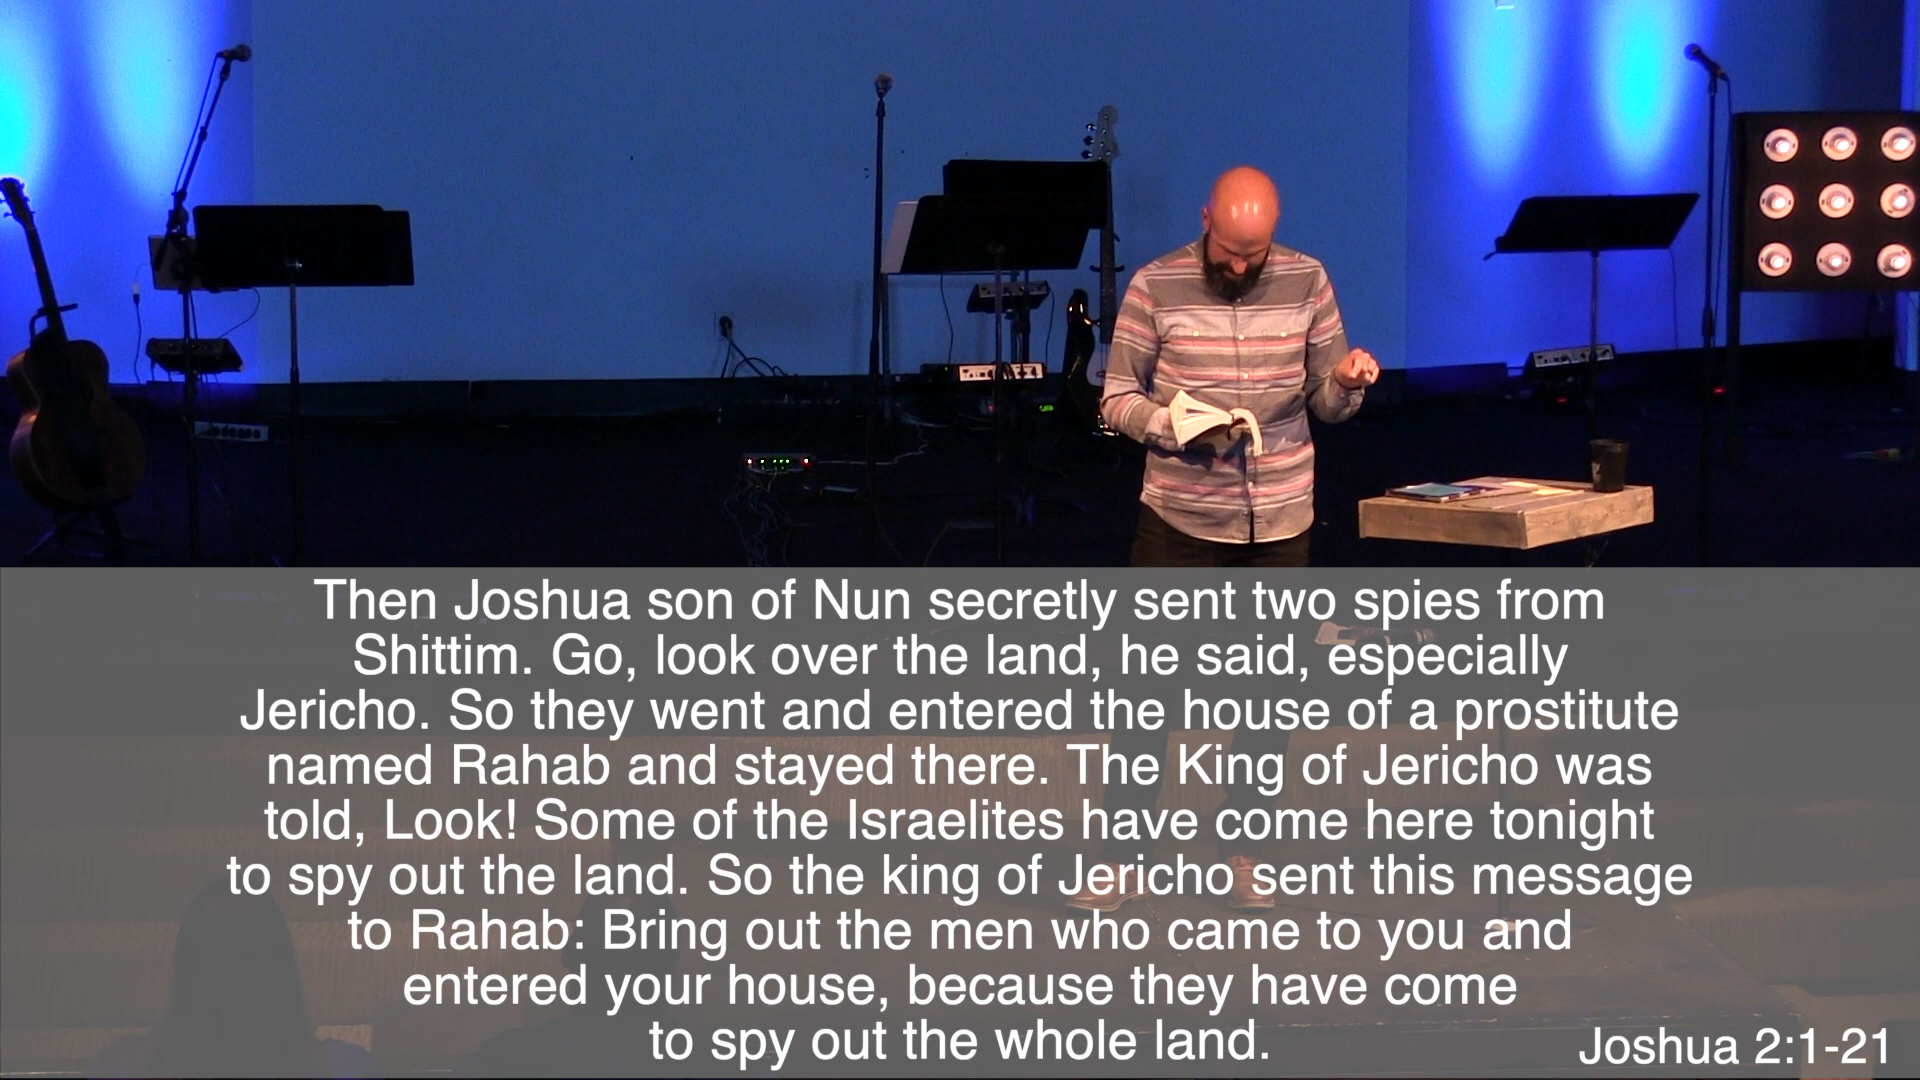 Then Joshua son of Nun secretly sent two spies from
Shittim. Go, look over the land, he said, especially
Jericho. So they went and entered the house of a prostitute
named Rahab and stayed there. The King of Jericho was
told, Look! Some of the Israelites have come here tonight
to spy out the land. So the king of Jericho sent this message
to Rahab: Bring out the men who came to you and
entered your house, because they have come
to spy out the whole land.
Joshua 2:1-21